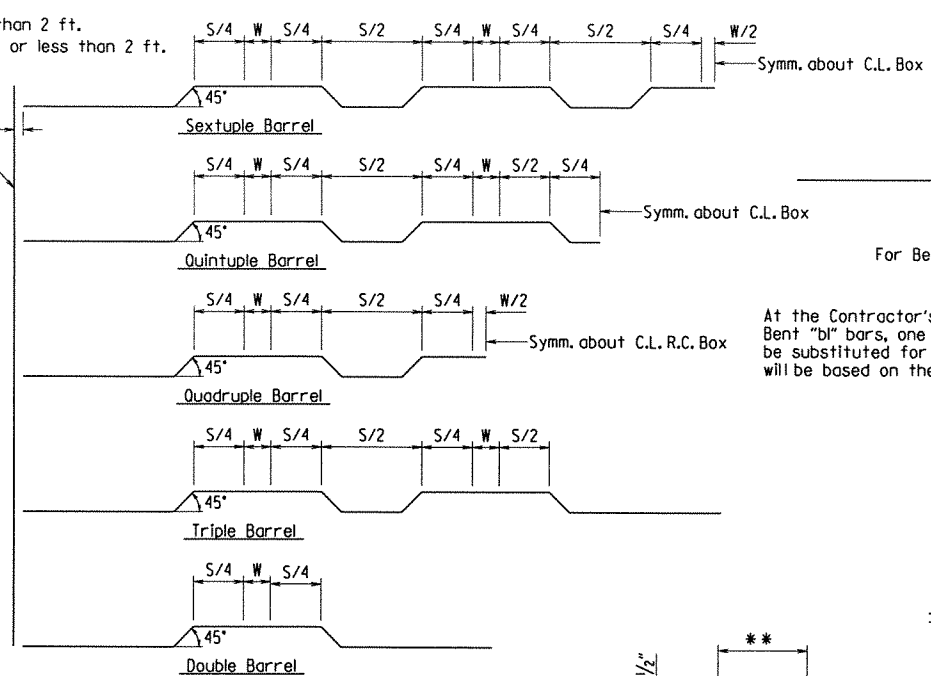 than 2 ft.
or less than 2 ft.
S/4 W S/4 S/2 S/4 W S/4 S/2 S/4 W/2
Symm. about C.L. Box
45°
Sextuple Barrel
S/4 W S/4 S/2 S/4 W S/2 S/4
Symm. about C.L. Box
45°
Quintuple Barrel
For Be
S/4 W S/4 S/2 S/4 W/2
Symm. about C.L. R.C. Box
45°
Quadruple Barrel
At the Contractor's
Bent "bl" bars, one
be substituted for
will be based on the
S/4 W S/4 S/2 S/4 W S/2
45°
Triple Barrel
S/4 W S/4
45°
Double Barrel
**
1/2"